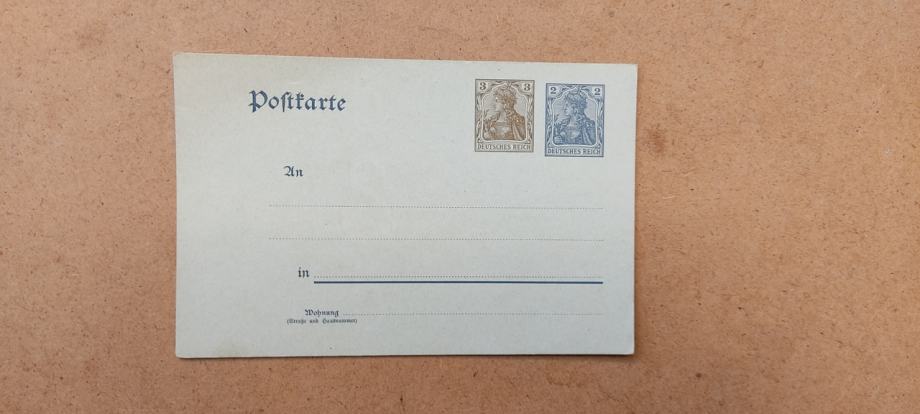 Postkarte
3 3
DEUTSCHES REICH
2 2
DEUTSCHES REICH
An
in
Wohnung
(Straße und Hausnummer)